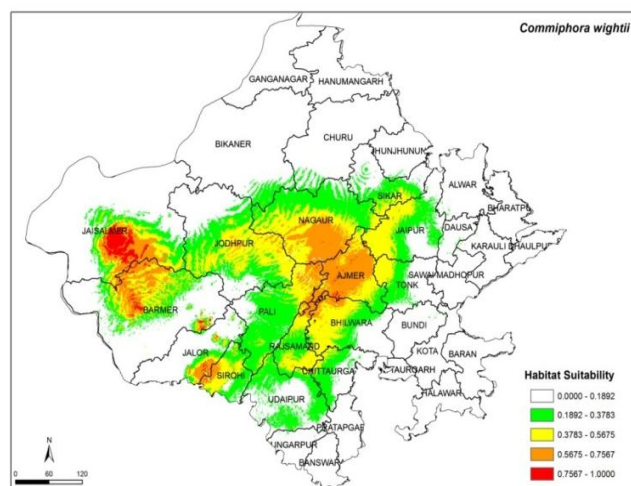 Commiphora wightii
GANGANAGAR
HANUMANGARH
BIKANER
CHURU
JHUNJHUNUN
ALWAR
SIKAR
BHARATPU
JAISALMER
NAGAUR
JAIPUR
DAUSA
JODHPUR
KARAULI DHAULPU
AJMER
SAWAI MADHOPUR
TONK
BARMER
PALI
BHILWARA
BUNDI
JALOR
RAJSAMAND
KOTA
BARAN
SIROHI
CHITTAURGA
TAURGARH
HALAWAR
UDAIPUR
PRATAPGAR
UNGARPUR
BANSWAR
Habitat Suitability
0.0000 - 0.1892
0.1892 - 0.3783
0.3783 - 0.5675
0.5675 - 0.7567
0.7567 - 1.0000
N
0 60 120